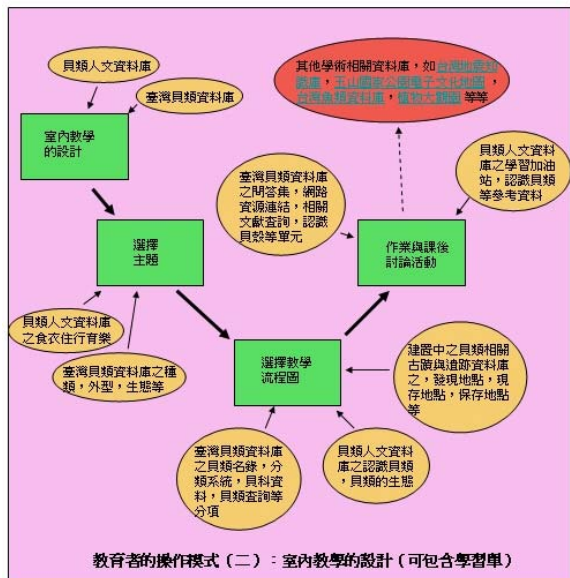 貝類人文資料庫
臺灣貝類資料庫
室內教學
的設計
其他學術相關資料庫，如台灣地震知
識庫，玉山國家公園電子文化地圖
，台灣魚類資料庫，植物大觀園等等
臺灣貝類資料庫
之問答集，網路
資源連結，相關
文獻查詢，認識
貝殼等單元
貝類人文資料
庫之學習加油
站，認識貝類
等參考資料
選擇
主題
作業與課後
討論活動
貝類人文資料庫
之食衣住行育樂
臺灣貝類資料庫之種
類，外型，生態等
選擇教學
流程圖
建置中之貝類相關
古蹟與遺跡資料庫
之，發現地點，現
存地點，保存地點
等
臺灣貝類資料庫
之貝類名錄，分
類系統，貝科資
料，貝類查詢等
分項
貝類人文資料
庫之認識貝類，
貝類的生態
教育者的操作模式（二）：室內教學的設計（可包含學習單）